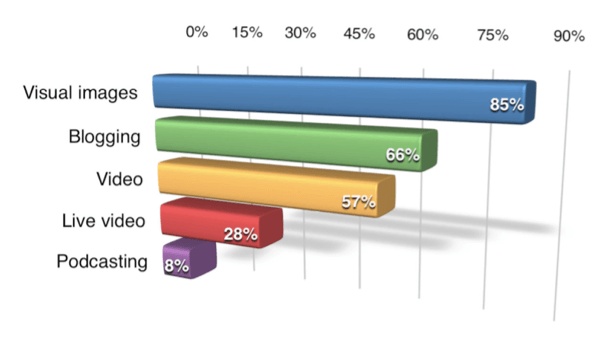 0% 15% 30% 45% 60% 75% 90%
Visual images 85%
Blogging 66%
Video 57%
Live video 28%
Podcasting 8%